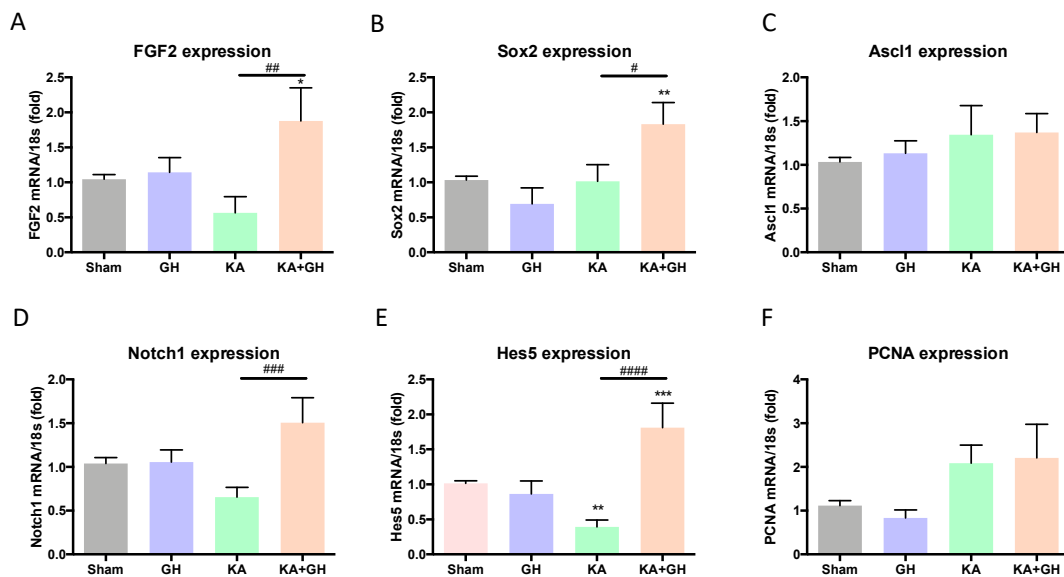 A
FGF2 expression
##
*
2.5
2.0
1.5
1.0
0.5
0.0
FGF2 mRNA/18s (fold)
Sham GH KA KA+GH
B
Sox2 expression
#
**
2.5
2.0
1.5
1.0
0.5
0.0
Sox2 mRNA/18s (fold)
Sham GH KA KA+GH
C
Ascl1 expression
2.0
1.5
1.0
0.5
0.0
Ascl1 mRNA/18s (fold)
Sham GH KA KA+GH
D
Notch1 expression
###
2.0
1.5
1.0
0.5
0.0
Notch1 mRNA/18s (fold)
Sham GH KA KA+GH
E
Hes5 expression
####
***
**
2.5
2.0
1.5
1.0
0.5
0.0
Hes5 mRNA/18s (fold)
Sham GH KA KA+GH
F
PCNA expression
4
3
2
1
0
PCNA mRNA/18s (fold)
Sham GH KA KA+GH